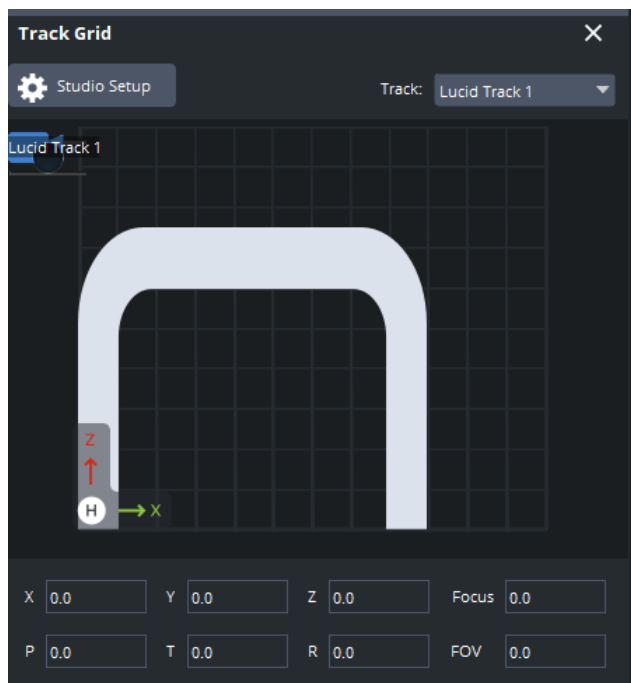 Track Grid
Studio Setup
Track: Lucid Track 1
Lucid Track 1
Z
H X
X 0.0 Y 0.0 Z 0.0 Focus 0.0
P 0.0 T 0.0 R 0.0 FOV 0.0